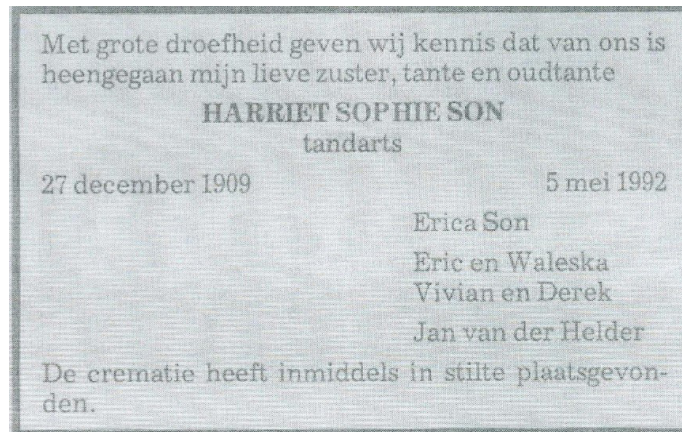 Met grote droefheid geven wij kennis dat van ons is
heengegaan mijn lieve zuster, tante en oudtante
HARRIET SOPHIE SON
tandarts
27 december 1909 5 mei 1992
Erica Son
Eric en Waleska
Vivian en Derek
Jan van der Helder
De crematie heeft inmiddels in stilte plaatsgevon-
den.